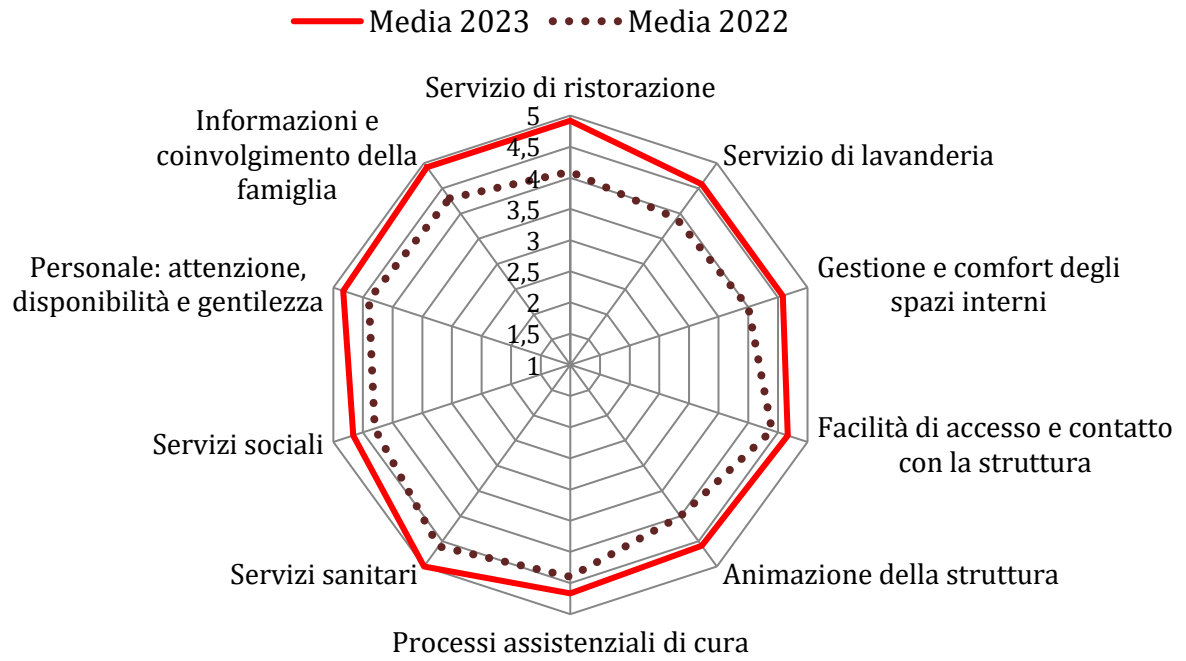 Media 2023
Media 2022
Servizio di ristorazione
Servizio di lavanderia
Gestione e comfort degli
spazi interni
Facilità di accesso e contatto
con la struttura
Animazione della struttura
Processi assistenziali di cura
Servizi sanitari
Servizi sociali
Personale: attenzione,
disponibilità e gentilezza
Informazioni e
coinvolgimento della
famiglia
5
4,5
4
3,5
3
2,5
2
1,5
1